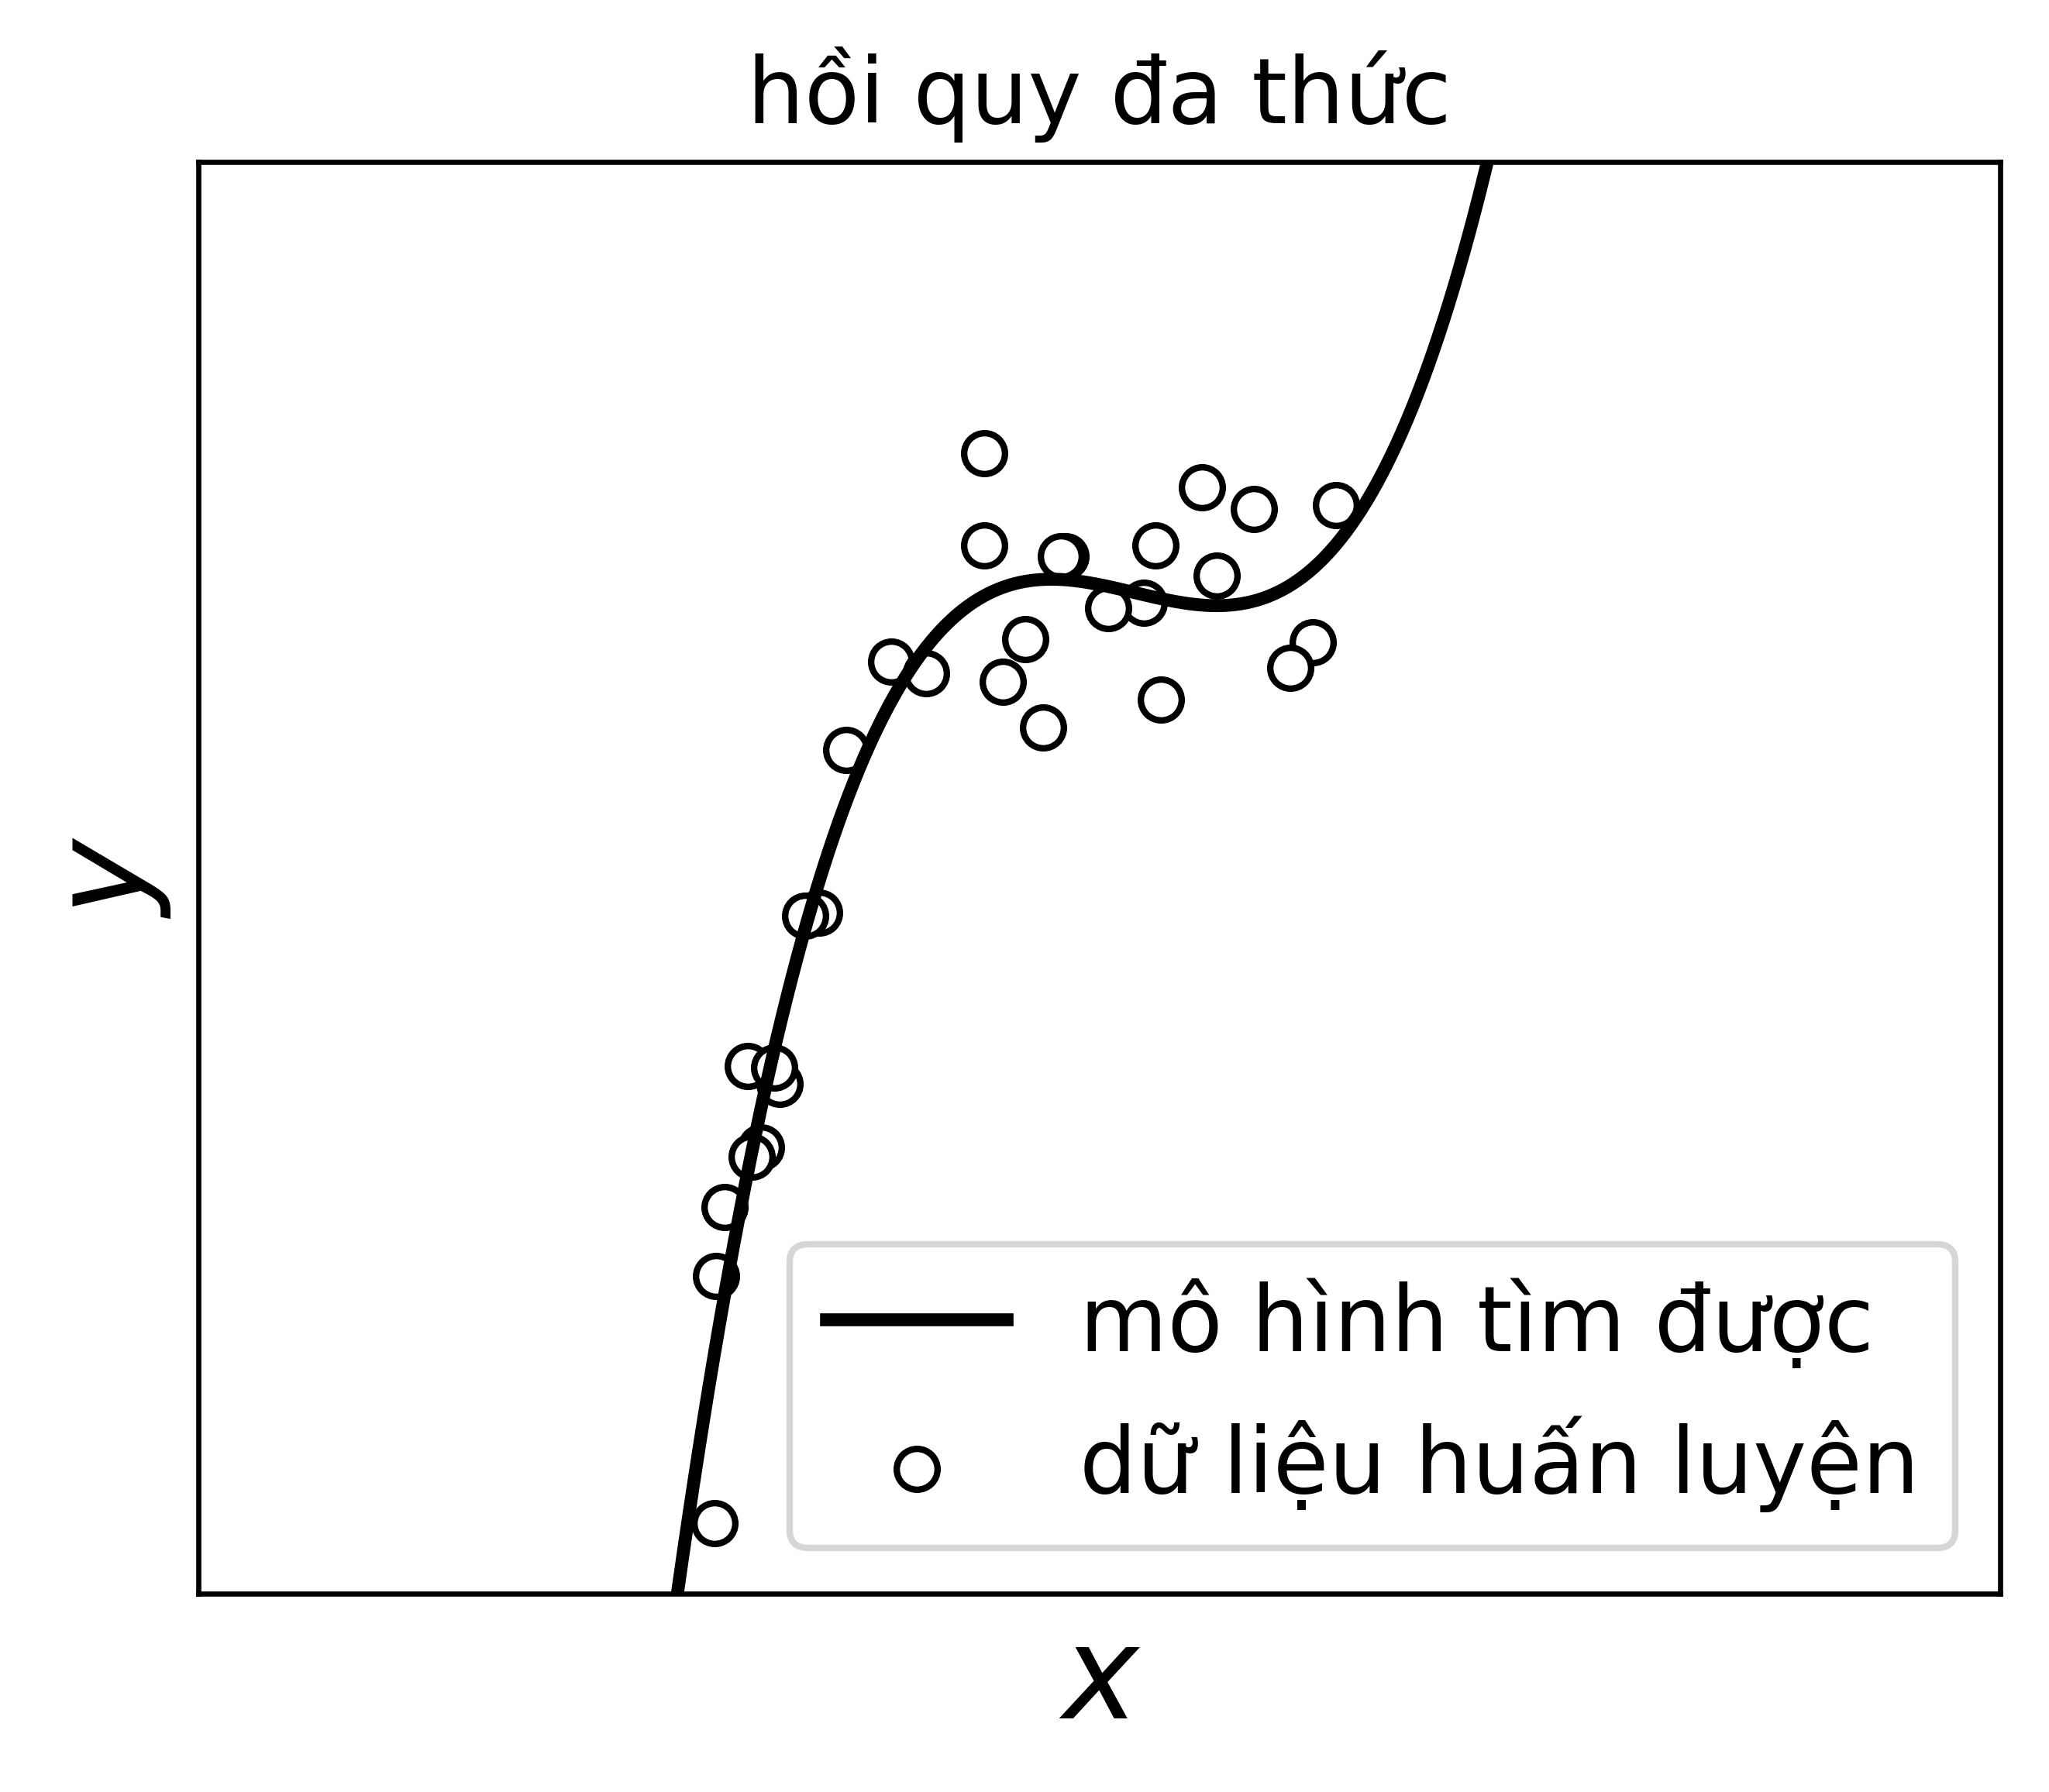 hồi quy đa thức
y
mô hình tìm được
dữ liệu huấn luyện
x